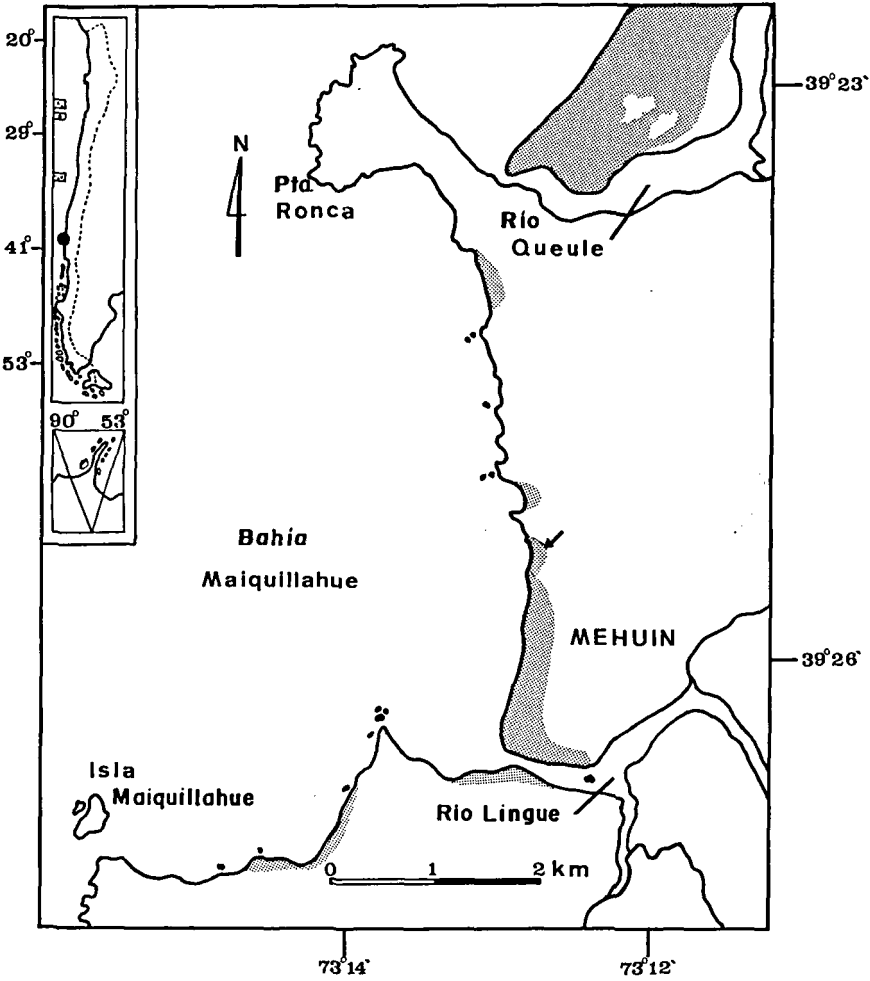 20°
29°
41°
53°
90° 53°
N
Pta
Ronca
Río
Queule
39°23'
Bahía
Maiquillahue
MEHUIN
39°26'
Isla
Maiquillahue
Rio Lingue
0 1 2 km
73°14'
73°12'